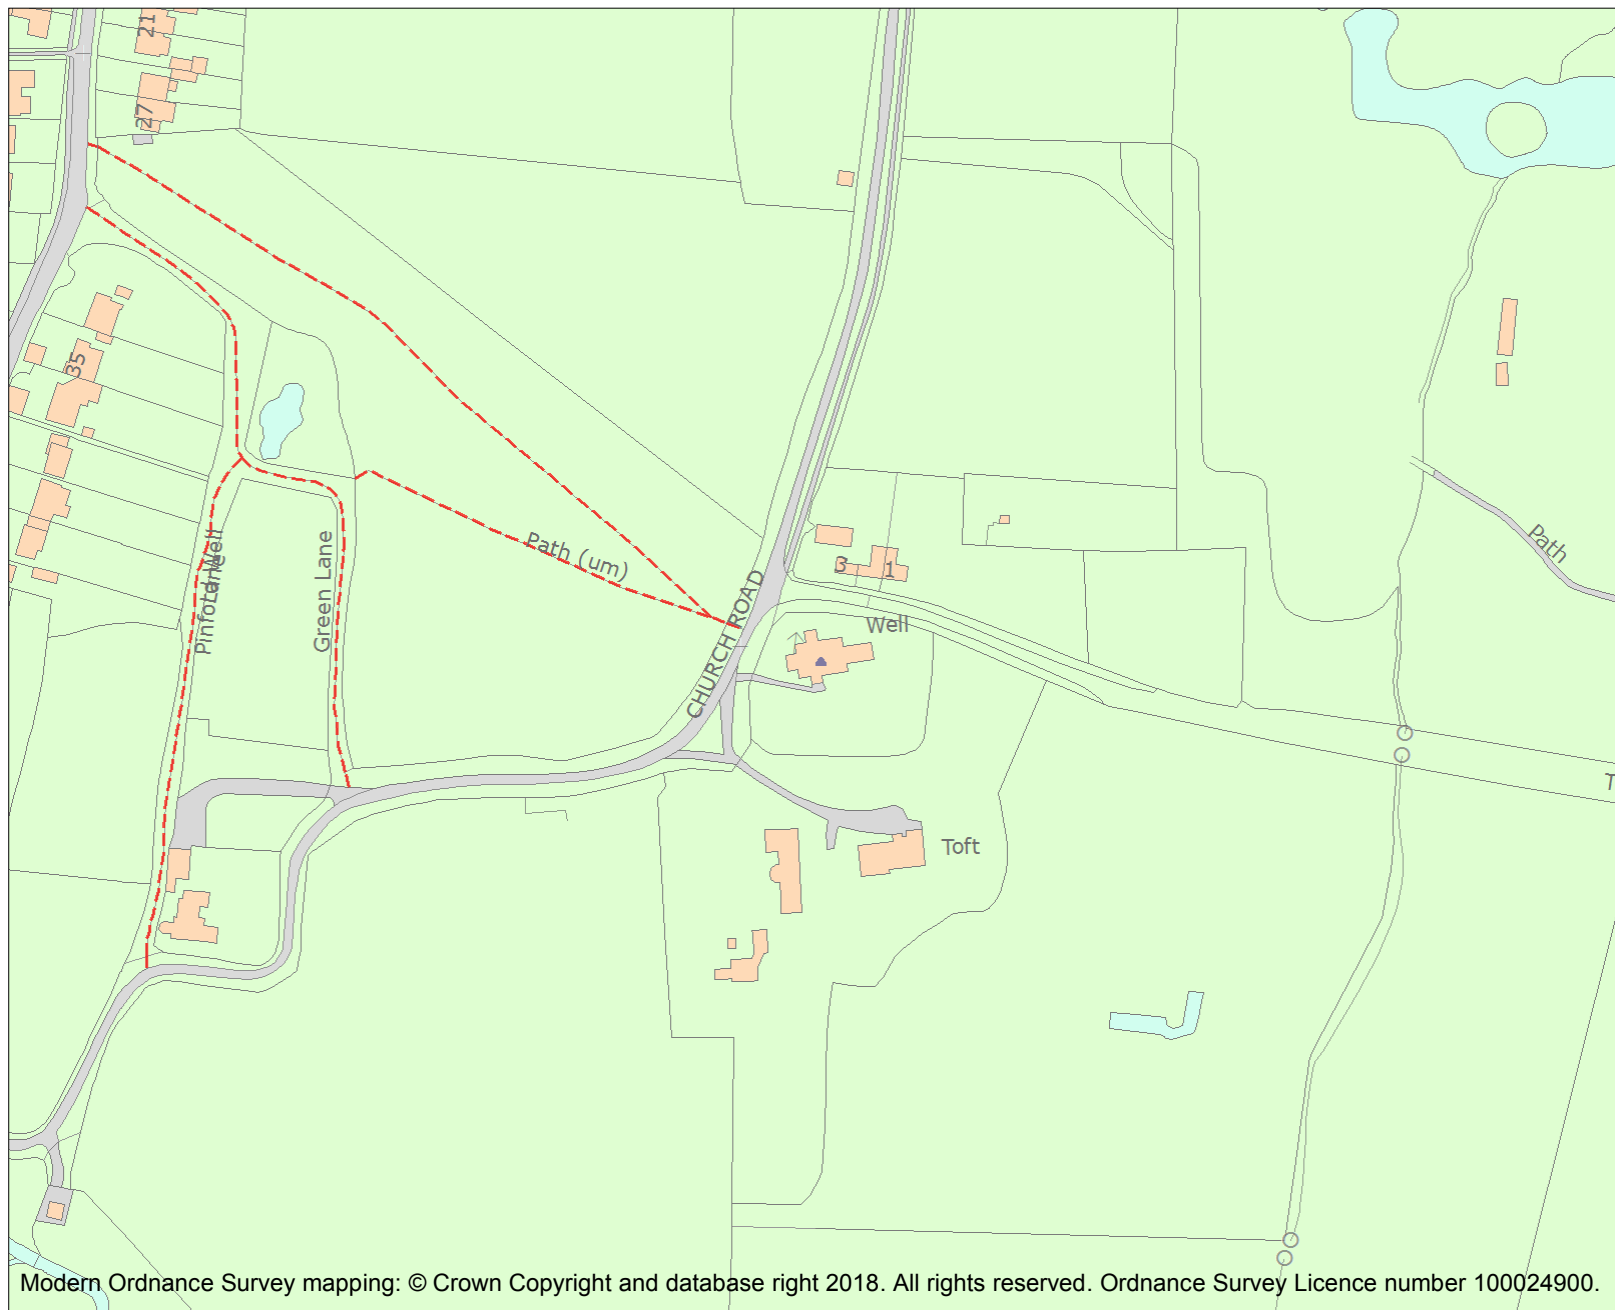 21
27
35
Path (um)
Pinfold Well
Lane
Green Lane
CHURCH ROAD
3
1
Well
Path
T
Toft
Modern Ordnance Survey mapping: © Crown Copyright and database right 2018. All rights reserved. Ordnance Survey Licence number 100024900.